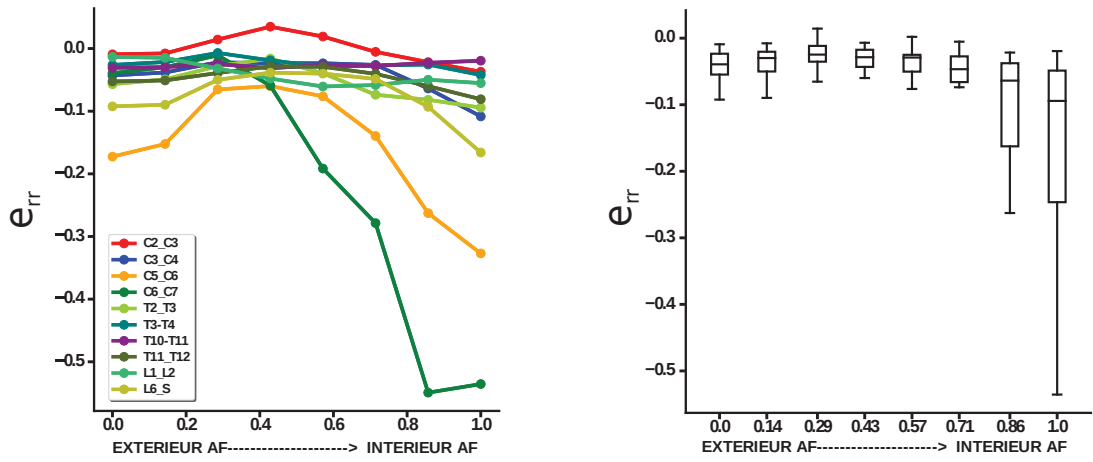 0.0
−0.1
−0.2
−0.3
−0.4
−0.5
err
C2_C3
C3_C4
C5_C6
C6_C7
T2_T3
T3-T4
T10-T11
T11_T12
L1_L2
L6_S
0.0 0.2 0.4 0.6 0.8 1.0
EXTERIEUR AF--------------------> INTERIEUR AF
0.0
−0.1
−0.2
−0.3
−0.4
−0.5
err
0.0 0.14 0.29 0.43 0.57 0.71 0.86 1.0
EXTERIEUR AF--------------------> INTERIEUR AF